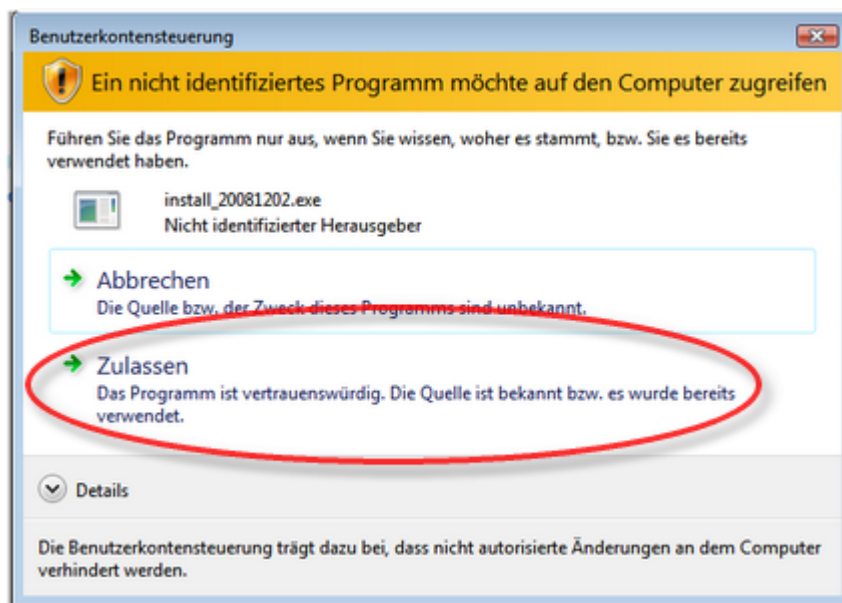 Benutzerkontensteuerung
Ein nicht identifiziertes Programm möchte auf den Computer zugreifen
Führen Sie das Programm nur aus, wenn Sie wissen, woher es stammt, bzw. Sie es bereits
verwendet haben.
install_20081202.exe
Nicht identifizierter Herausgeber
Abbrechen
Die Quelle bzw. der Zweck dieses Programms sind unbekannt.
Zulassen
Das Programm ist vertrauenswürdig. Die Quelle ist bekannt bzw. es wurde bereits
verwendet.
Details
Die Benutzerkontensteuerung trägt dazu bei, dass nicht autorisierte Änderungen an dem Computer
verhindert werden.